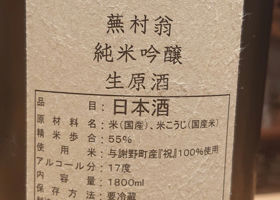 蕪村翁
純米吟醸
生原酒
品目：日本酒
原材料名：米(国産)、米こうじ(国産米)
精米歩合：55%
使用米：与謝野町産『祝』100%使用
アルコール分：17度
内容量：1800ml
保存方法：要冷蔵